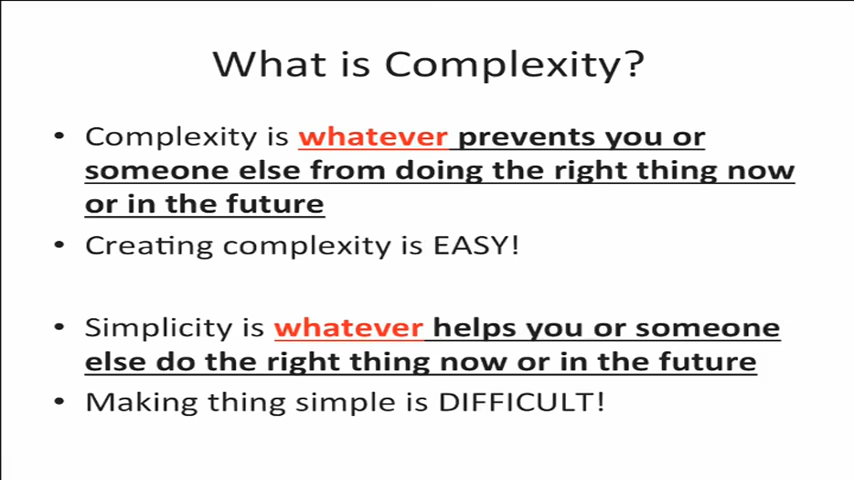 What is Complexity?
• Complexity is whatever prevents you or
someone else from doing the right thing now
or in the future
• Creating complexity is EASY!
• Simplicity is whatever helps you or someone
else do the right thing now or in the future
• Making thing simple is DIFFICULT!